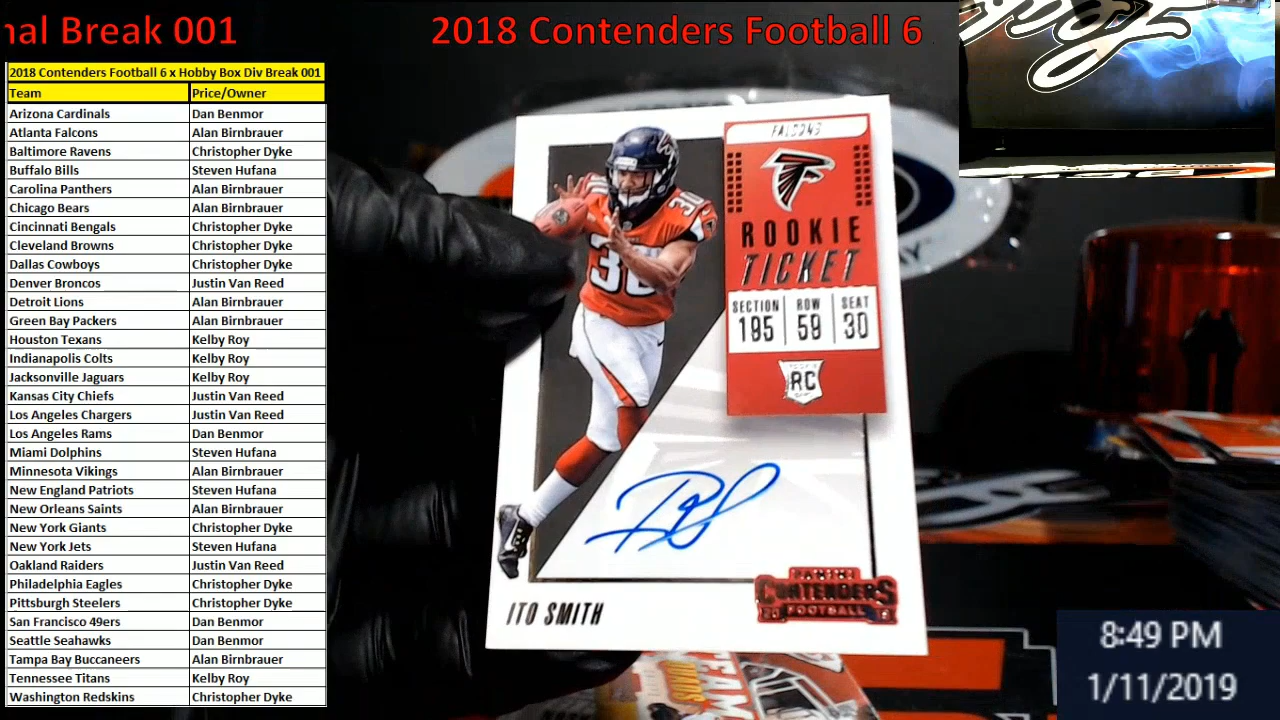 nal Break 001
2018 Contenders Football 6
2018 Contenders Football 6 x Hobby Box Div Break 001
Team Price/Owner
Arizona Cardinals Dan Benmor
Atlanta Falcons Alan Birnbrauer
Baltimore Ravens Christopher Dyke
Buffalo Bills Steven Hufana
Carolina Panthers Alan Birnbrauer
Chicago Bears Alan Birnbrauer
Cincinnati Bengals Christopher Dyke
Cleveland Browns Christopher Dyke
Dallas Cowboys Christopher Dyke
Denver Broncos Justin Van Reed
Detroit Lions Alan Birnbrauer
Green Bay Packers Alan Birnbrauer
Houston Texans Kelby Roy
Indianapolis Colts Kelby Roy
Jacksonville Jaguars Kelby Roy
Kansas City Chiefs Justin Van Reed
Los Angeles Chargers Justin Van Reed
Los Angeles Rams Dan Benmor
Miami Dolphins Steven Hufana
Minnesota Vikings Alan Birnbrauer
New England Patriots Steven Hufana
New Orleans Saints Alan Birnbrauer
New York Giants Christopher Dyke
New York Jets Steven Hufana
Oakland Raiders Justin Van Reed
Philadelphia Eagles Christopher Dyke
Pittsburgh Steelers Christopher Dyke
San Francisco 49ers Dan Benmor
Seattle Seahawks Dan Benmor
Tampa Bay Buccaneers Alan Birnbrauer
Tennessee Titans Kelby Roy
Washington Redskins Christopher Dyke
FALCONS
ROOKIE
TICKET
SECTION ROW SEAT
195 59 30
RC
30
30
ITO SMITH
PANINI
CONTENDERS
FOOTBALL
8:49 PM
1/11/2019